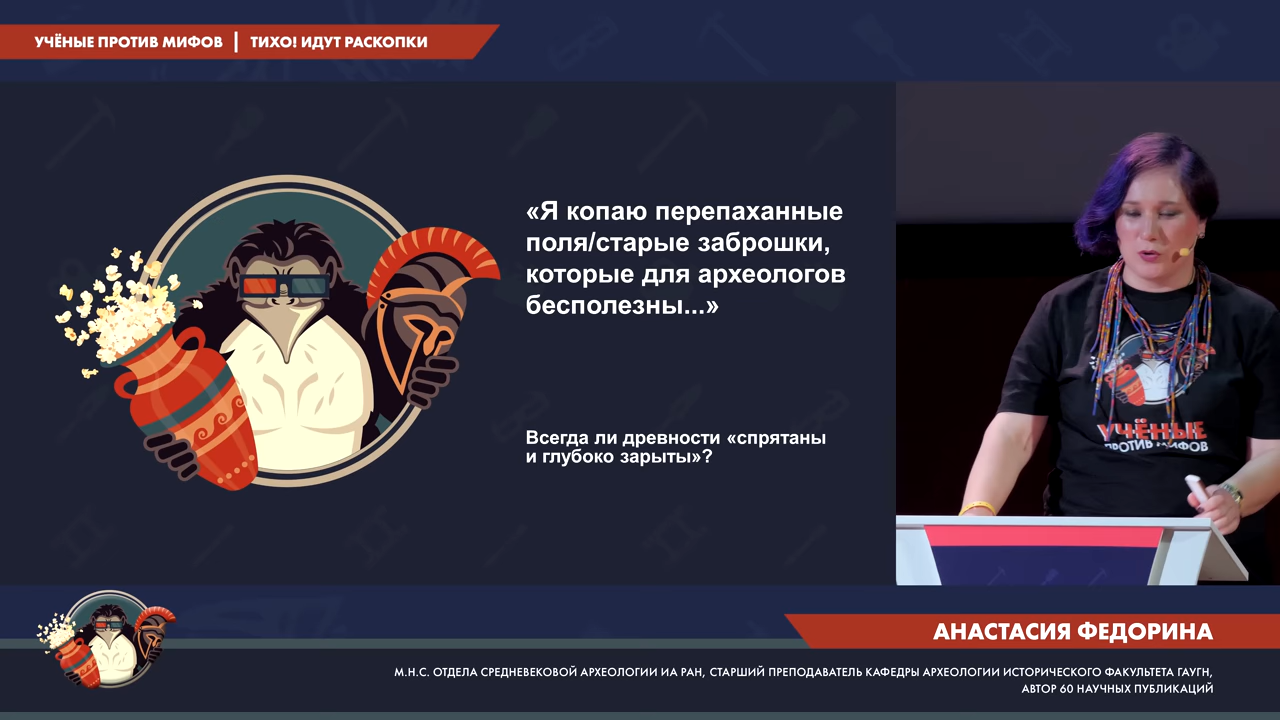 УЧЁНЫЕ ПРОТИВ МИФОВ | ТИХО! ИДУТ РАСКОПКИ
«Я копаю перепаханные
поля/старые заброшки,
которые для археологов
бесполезны...»
Всегда ли древности «спрятаны
и глубоко зарыты»?
УЧЁНЫЕ
ПРОТИВ МИФОВ
АНАСТАСИЯ ФЕДОРИНА
М.Н.С. ОТДЕЛА СРЕДНЕВЕКОВОЙ АРХЕОЛОГИИ ИА РАН, СТАРШИЙ ПРЕПОДАВАТЕЛЬ КАФЕДРЫ АРХЕОЛОГИИ ИСТОРИЧЕСКОГО ФАКУЛЬТЕТА ГАУГН,
АВТОР 60 НАУЧНЫХ ПУБЛИКАЦИЙ